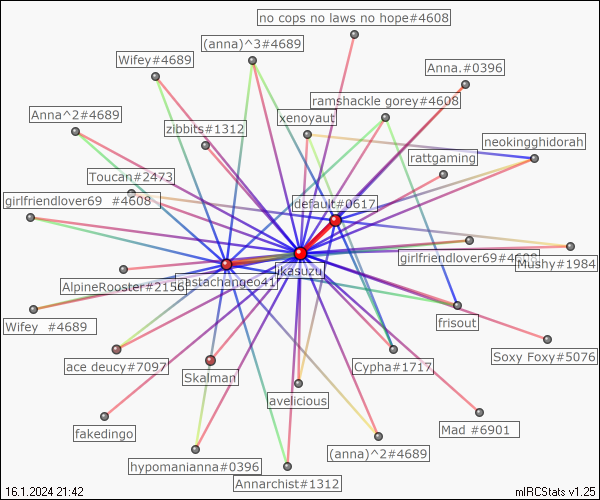 no cops no laws no hope#4608
(anna)^3#4689
Wifey#4689
Anna.#0396
ramshackle gorey#4608
Anna^2#4689
xenoyaut
zibbits#1312
neokingghidorah
rattgaming
Toucan#2473
girlfriendlover69 #4608
default#0617
girlfriendlover69#4608
Mushy#1984
ikasuzu
AlpineRooster#2156
astachangeo41
Wifey #4689
frisout
Soxy Foxy#5076
ace deucy#7097
Cypha#1717
Skalman
avelicious
fakedingo
Mad #6901
(anna)^2#4689
hypomanianna#0396
Annarchist#1312
16.1.2024 21:42
mIRCStats v1.25